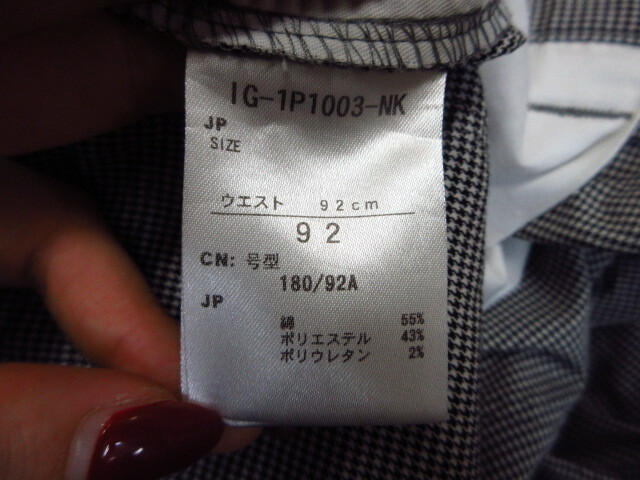 IG-1P1003-NK
JP
SIZE
ウエスト 92cm
92
CN: 号型
180/92A
JP
綿 55%
ポリエステル 43%
ポリウレタン 2%